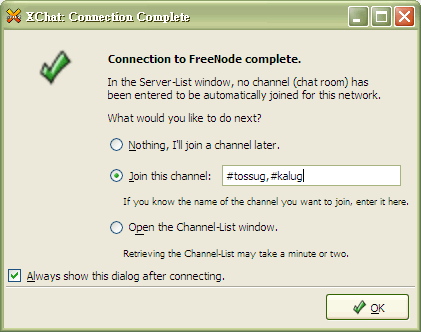 XChat: Connection Complete
Connection to FreeNode complete.
In the Server-List window, no channel (chat room) has
been entered to be automatically joined for this network.
What would you like to do next?
Nothing, I'll join a channel later.
Join this channel: #tossug,#kalug
If you know the name of the channel you want to join, enter it here.
Open the Channel-List window.
Retrieving the Channel-List may take a minute or two.
Always show this dialog after connecting.
OK